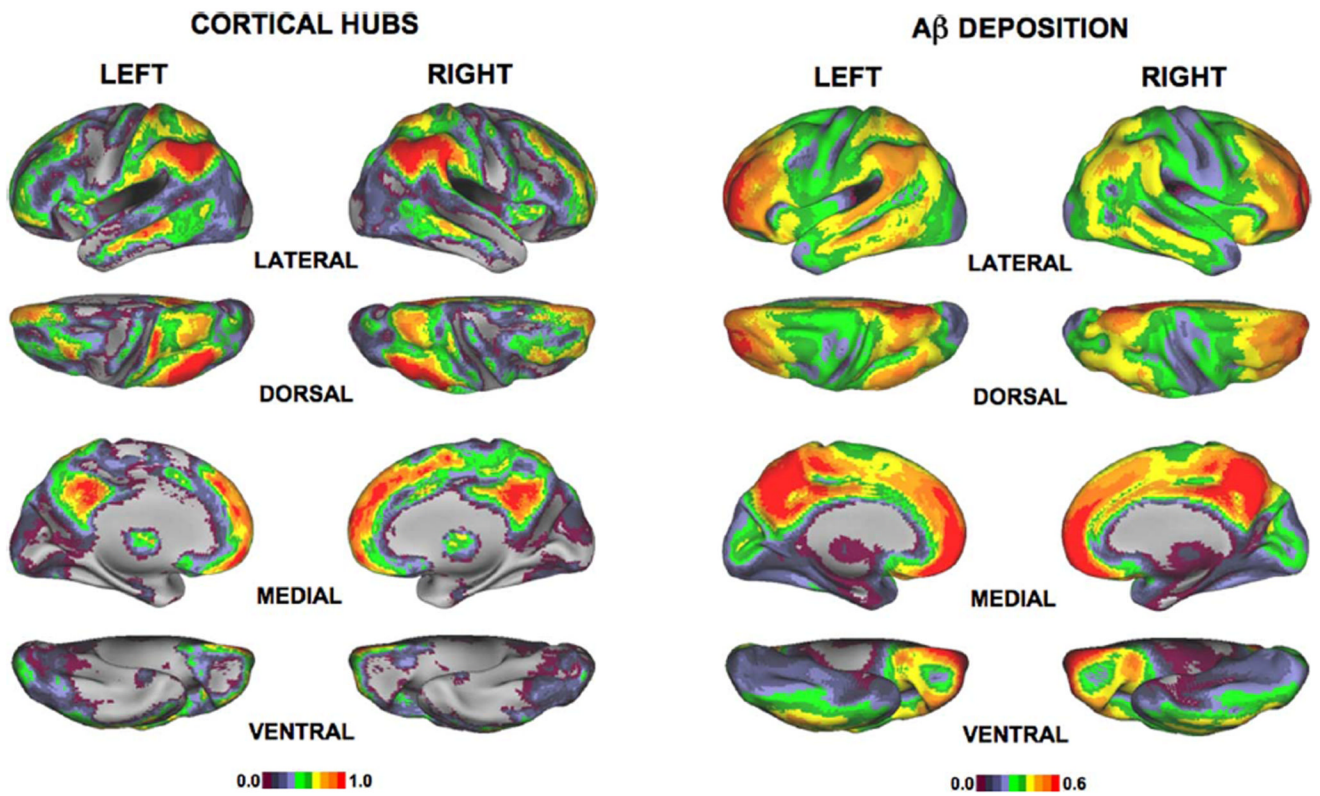 CORTICAL HUBS
LEFT RIGHT
LATERAL
DORSAL
MEDIAL
VENTRAL
0.0 1.0
Aβ DEPOSITION
LEFT RIGHT
LATERAL
DORSAL
MEDIAL
VENTRAL
0.0 0.6